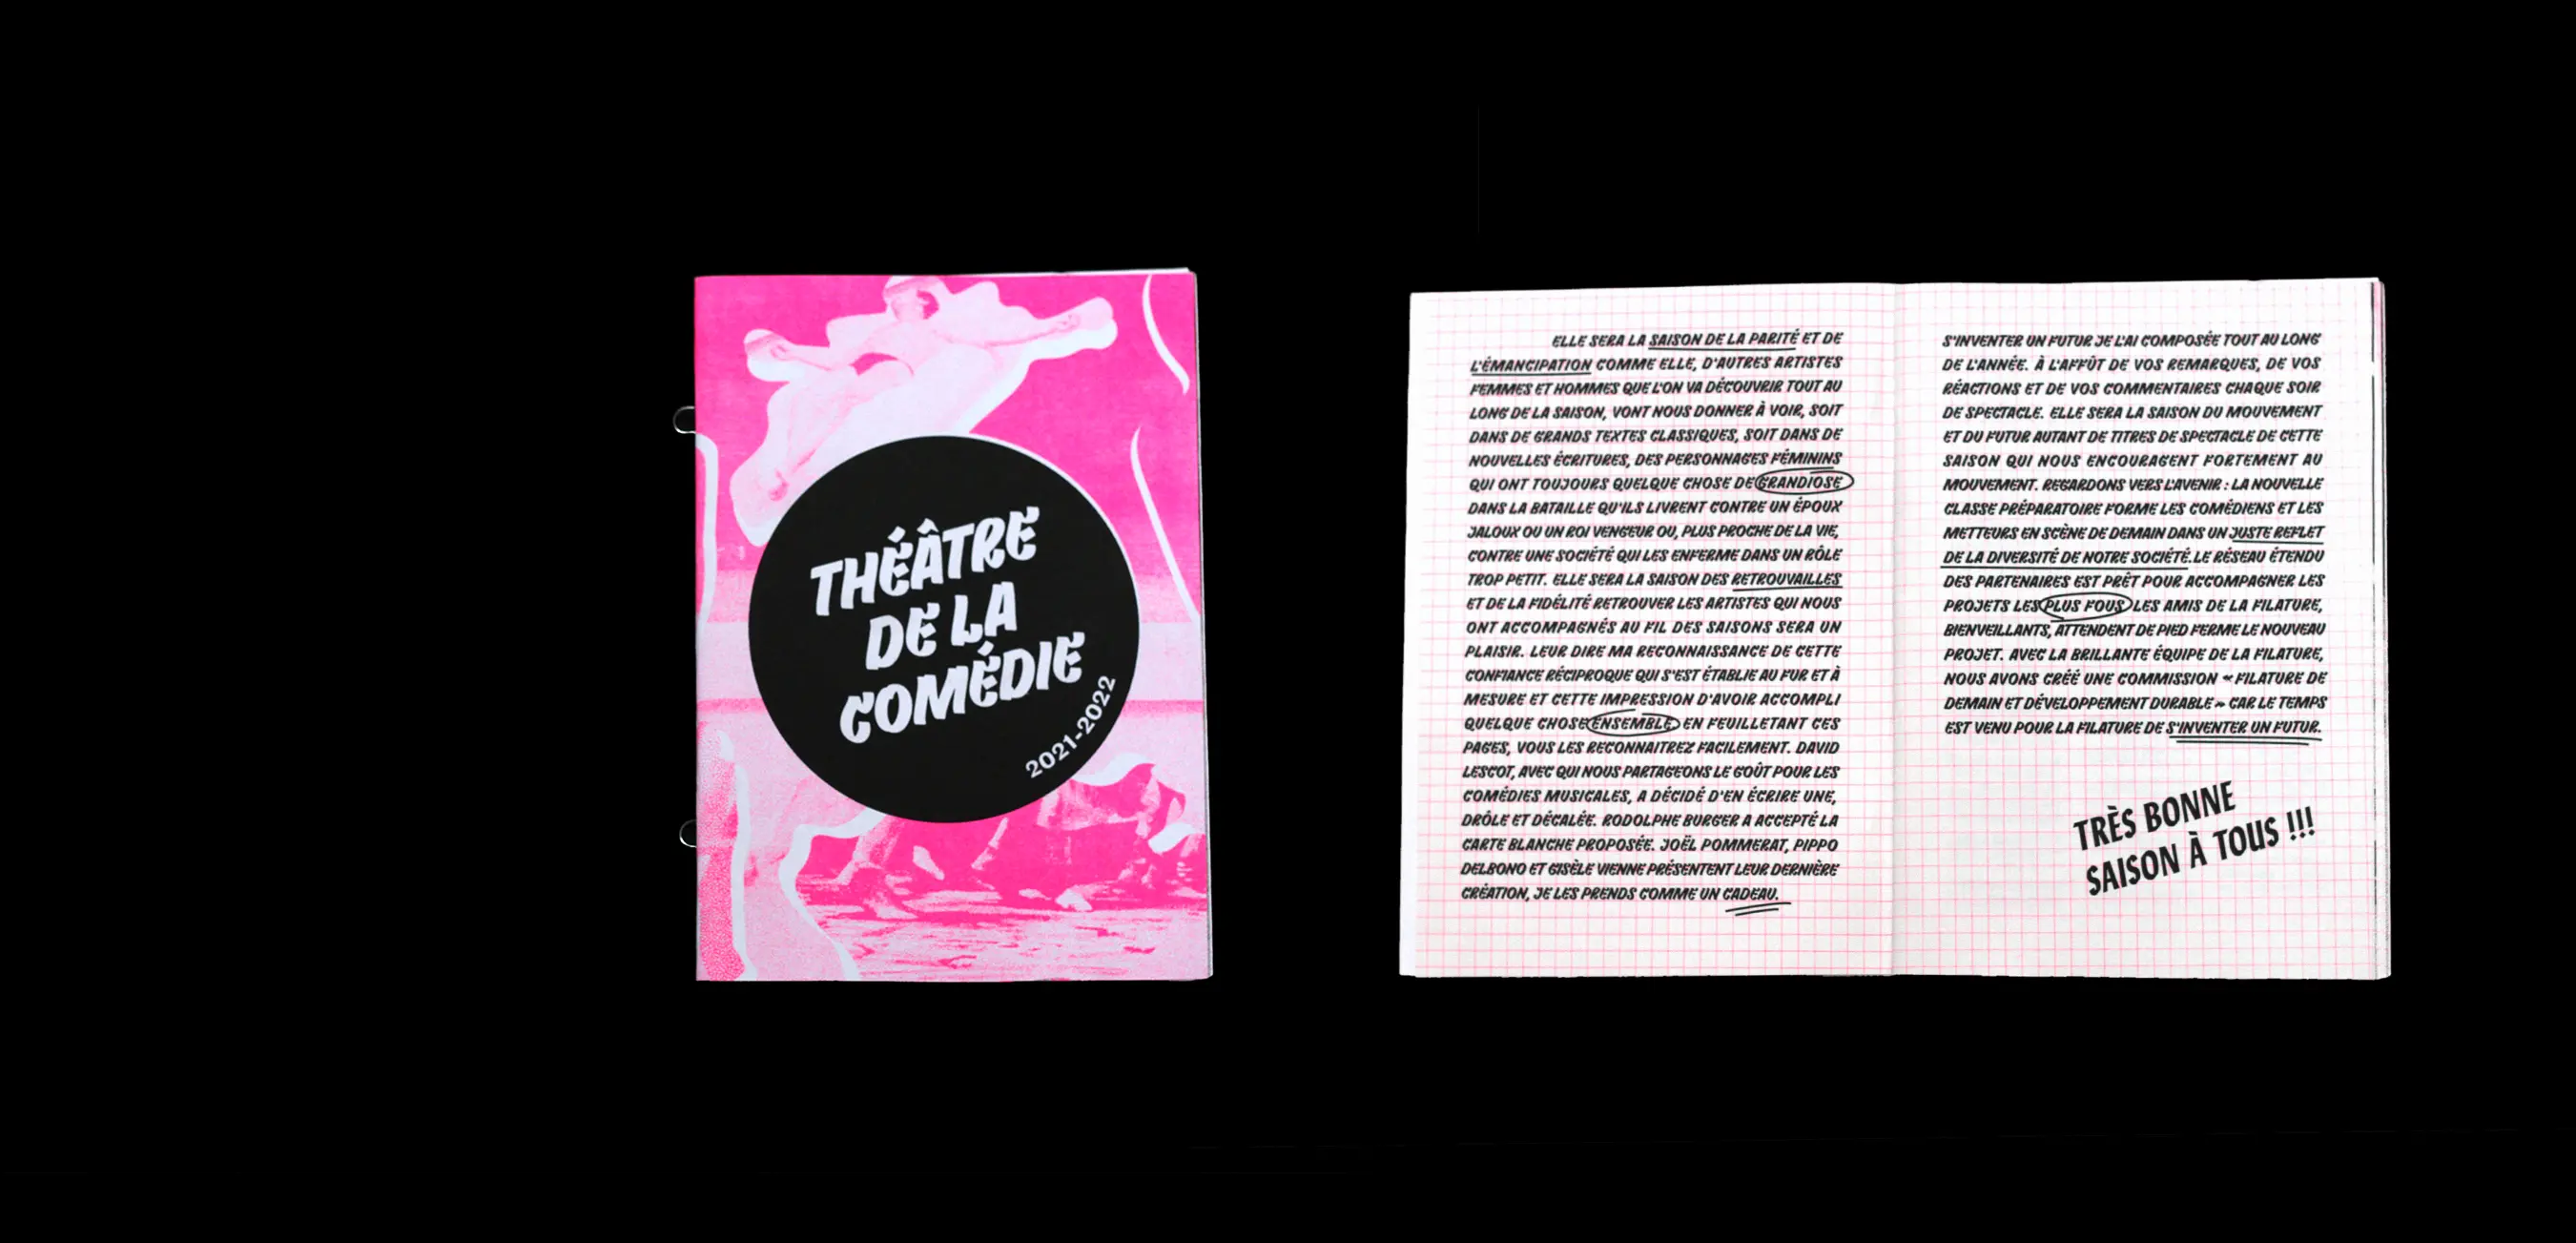 THÉÂTRE
DE LA
COMÉDIE
2021-2022
ELLE SERA LA SAISON DE LA PARITÉ ET DE
L'ÉMANCIPATION COMME ELLE, D'AUTRES ARTISTES
FEMMES ET HOMMES QUE L'ON VA DÉCOUVRIR TOUT AU
LONG DE LA SAISON, VONT NOUS DONNER À VOIR, SOIT
DANS DE GRANDS TEXTES CLASSIQUES, SOIT DANS DE
NOUVELLES ÉCRITURES, DES PERSONNAGES FÉMININS
QUI ONT TOUJOURS QUELQUE CHOSE DE GRANDIOSE
DANS LA BATAILLE QU'ILS LIVRENT CONTRE UN ÉPOUX
JALOUX OU UN ROI VENGEUR OU, PLUS PROCHE DE LA VIE,
CONTRE UNE SOCIÉTÉ QUI LES ENFERME DANS UN RÔLE
TROP PETIT. ELLE SERA LA SAISON DES RETROUVAILLES
ET DE LA FIDÉLITÉ RETROUVER LES ARTISTES QUI NOUS
ONT ACCOMPAGNÉS AU FIL DES SAISONS SERA UN
PLAISIR. LEUR DIRE MA RECONNAISSANCE DE CETTE
CONFIANCE RÉCIPROQUE QUI S'EST ÉTABLIE AU FUR ET À
MESURE ET CETTE IMPRESSION D'AVOIR ACCOMPLI
QUELQUE CHOSE ENSEMBLE, EN FEUILLETANT CES
PAGES, VOUS LES RECONNAITREZ FACILEMENT. DAVID
LESCOT, AVEC QUI NOUS PARTAGEONS LE GOÛT POUR LES
COMÉDIES MUSICALES, A DÉCIDÉ D'EN ÉCRIRE UNE,
DRÔLE ET DÉCALÉE. RODOLPHE BURGER A ACCEPTÉ LA
CARTE BLANCHE PROPOSÉE. JOËL POMMERAT, PIPPO
DELBONO ET GISÈLE VIENNE PRÉSENTENT LEUR DERNIÈRE
CRÉATION, JE LES PRENDS COMME UN CADEAU.
S'INVENTER UN FUTUR JE L'AI COMPOSÉE TOUT AU LONG
DE L'ANNÉE. À L'AFFÛT DE VOS REMARQUES, DE VOS
RÉACTIONS ET DE VOS COMMENTAIRES CHAQUE SOIR
DE SPECTACLE. ELLE SERA LA SAISON DU MOUVEMENT
ET DU FUTUR AUTANT DE TITRES DE SPECTACLE DE CETTE
SAISON QUI NOUS ENCOURAGENT FORTEMENT AU
MOUVEMENT. REGARDONS VERS L'AVENIR : LA NOUVELLE
CLASSE PRÉPARATOIRE FORME LES COMÉDIENS ET LES
METTEURS EN SCÈNE DE DEMAIN DANS UN JUSTE REFLET
DE LA DIVERSITÉ DE NOTRE SOCIÉTÉ. LE RÉSEAU ÉTENDU
DES PARTENAIRES EST PRÊT POUR ACCOMPAGNER LES
PROJETS LES PLUS FOUS LES AMIS DE LA FILATURE,
BIENVEILLANTS, ATTENDENT DE PIED FERME LE NOUVEAU
PROJET. AVEC LA BRILLANTE ÉQUIPE DE LA FILATURE,
NOUS AVONS CRÉÉ UNE COMMISSION « FILATURE DE
DEMAIN ET DÉVELOPPEMENT DURABLE » CAR LE TEMPS
EST VENU POUR LA FILATURE DE S'INVENTER UN FUTUR.
TRÈS BONNE
SAISON À TOUS !!!